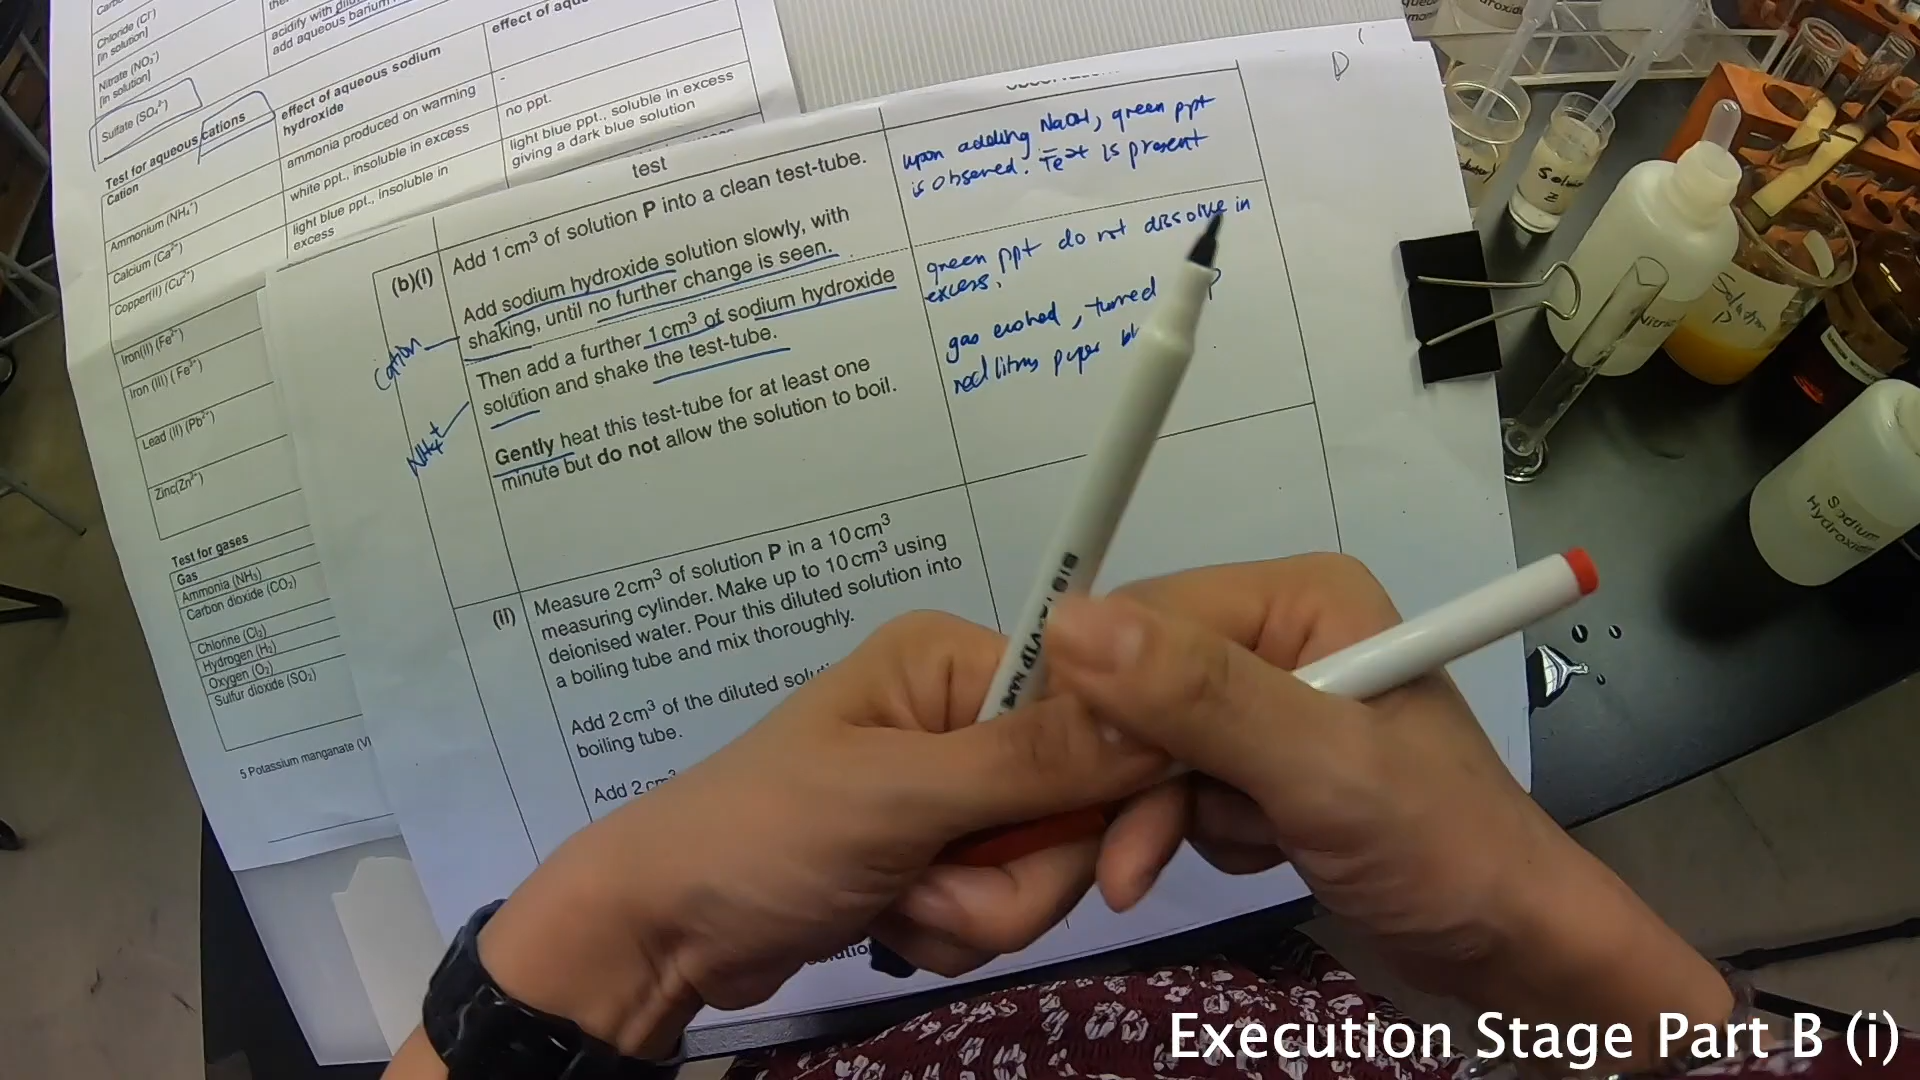 Chloride (Cl⁻)
[in solution]
Nitrate (NO₃⁻)
[in solution]
Sulfate (SO₄²⁻)
acidify with
add aqueous barium
Test for aqueous cations
Cation
effect of aqueous sodium
hydroxide
Ammonium (NH₄⁺)
ammonia produced on warming
-
Calcium (Ca²⁺)
white ppt., insoluble in excess
no ppt.
Copper(II) (Cu²⁺)
light blue ppt., insoluble in
excess
light blue ppt., soluble in excess
giving a dark blue solution
Iron(II) (Fe²⁺)
Iron (III) (Fe³⁺)
Lead (II) (Pb²⁺)
Zinc(Zn²⁺)
Test for gases
Gas
Ammonia (NH₃)
Carbon dioxide (CO₂)
Chlorine (Cl₂)
Hydrogen (H₂)
Oxygen (O₂)
Sulfur dioxide (SO₂)
5 Potassium manganate (VI
test
(b)(i)
Add 1 cm³ of solution P into a clean test-tube.
Add sodium hydroxide solution slowly, with
shaking, until no further change is seen.
Then add a further 1 cm³ of sodium hydroxide
solution and shake the test-tube.
Gently heat this test-tube for at least one
minute but do not allow the solution to boil.
Cation
NH₄⁺
upon adding NaOH, green ppt
is observed. Fe²⁺ is present
green ppt do not dissolve in
excess.
gas evolved, turned
red litmus paper bl
(ii)
Measure 2 cm³ of solution P in a 10 cm³
measuring cylinder. Make up to 10 cm³ using
deionised water. Pour this diluted solution into
a boiling tube and mix thoroughly.
Add 2 cm³ of the diluted solut
boiling tube.
Add 2 cm³
D
Solution
P
Nitric
Sodium
Hydroxide
Execution Stage Part B (i)